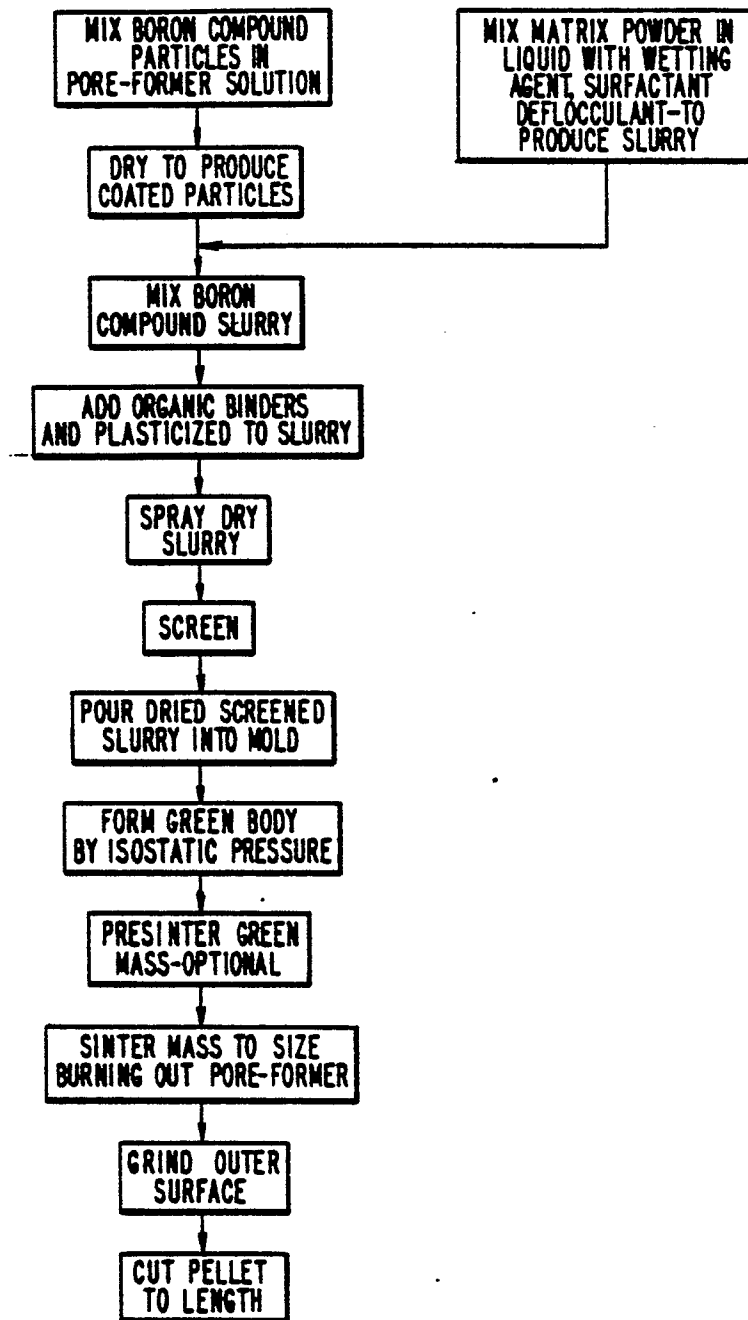 MIX BORON COMPOUND
PARTICLES IN
PORE-FORMER SOLUTION
MIX MATRIX POWDER IN
LIQUID WITH WETTING
AGENT, SURFACTANT
DEFLOCCULANT-TO
PRODUCE SLURRY
DRY TO PRODUCE
COATED PARTICLES
MIX BORON
COMPOUND SLURRY
ADD ORGANIC BINDERS
AND PLASTICIZED TO SLURRY
SPRAY DRY
SLURRY
SCREEN
POUR DRIED SCREENED
SLURRY INTO MOLD
FORM GREEN BODY
BY ISOSTATIC PRESSURE
PRESINTER GREEN
MASS-OPTIONAL
SINTER MASS TO SIZE
BURNING OUT PORE-FORMER
GRIND OUTER
SURFACE
CUT PELLET
TO LENGTH